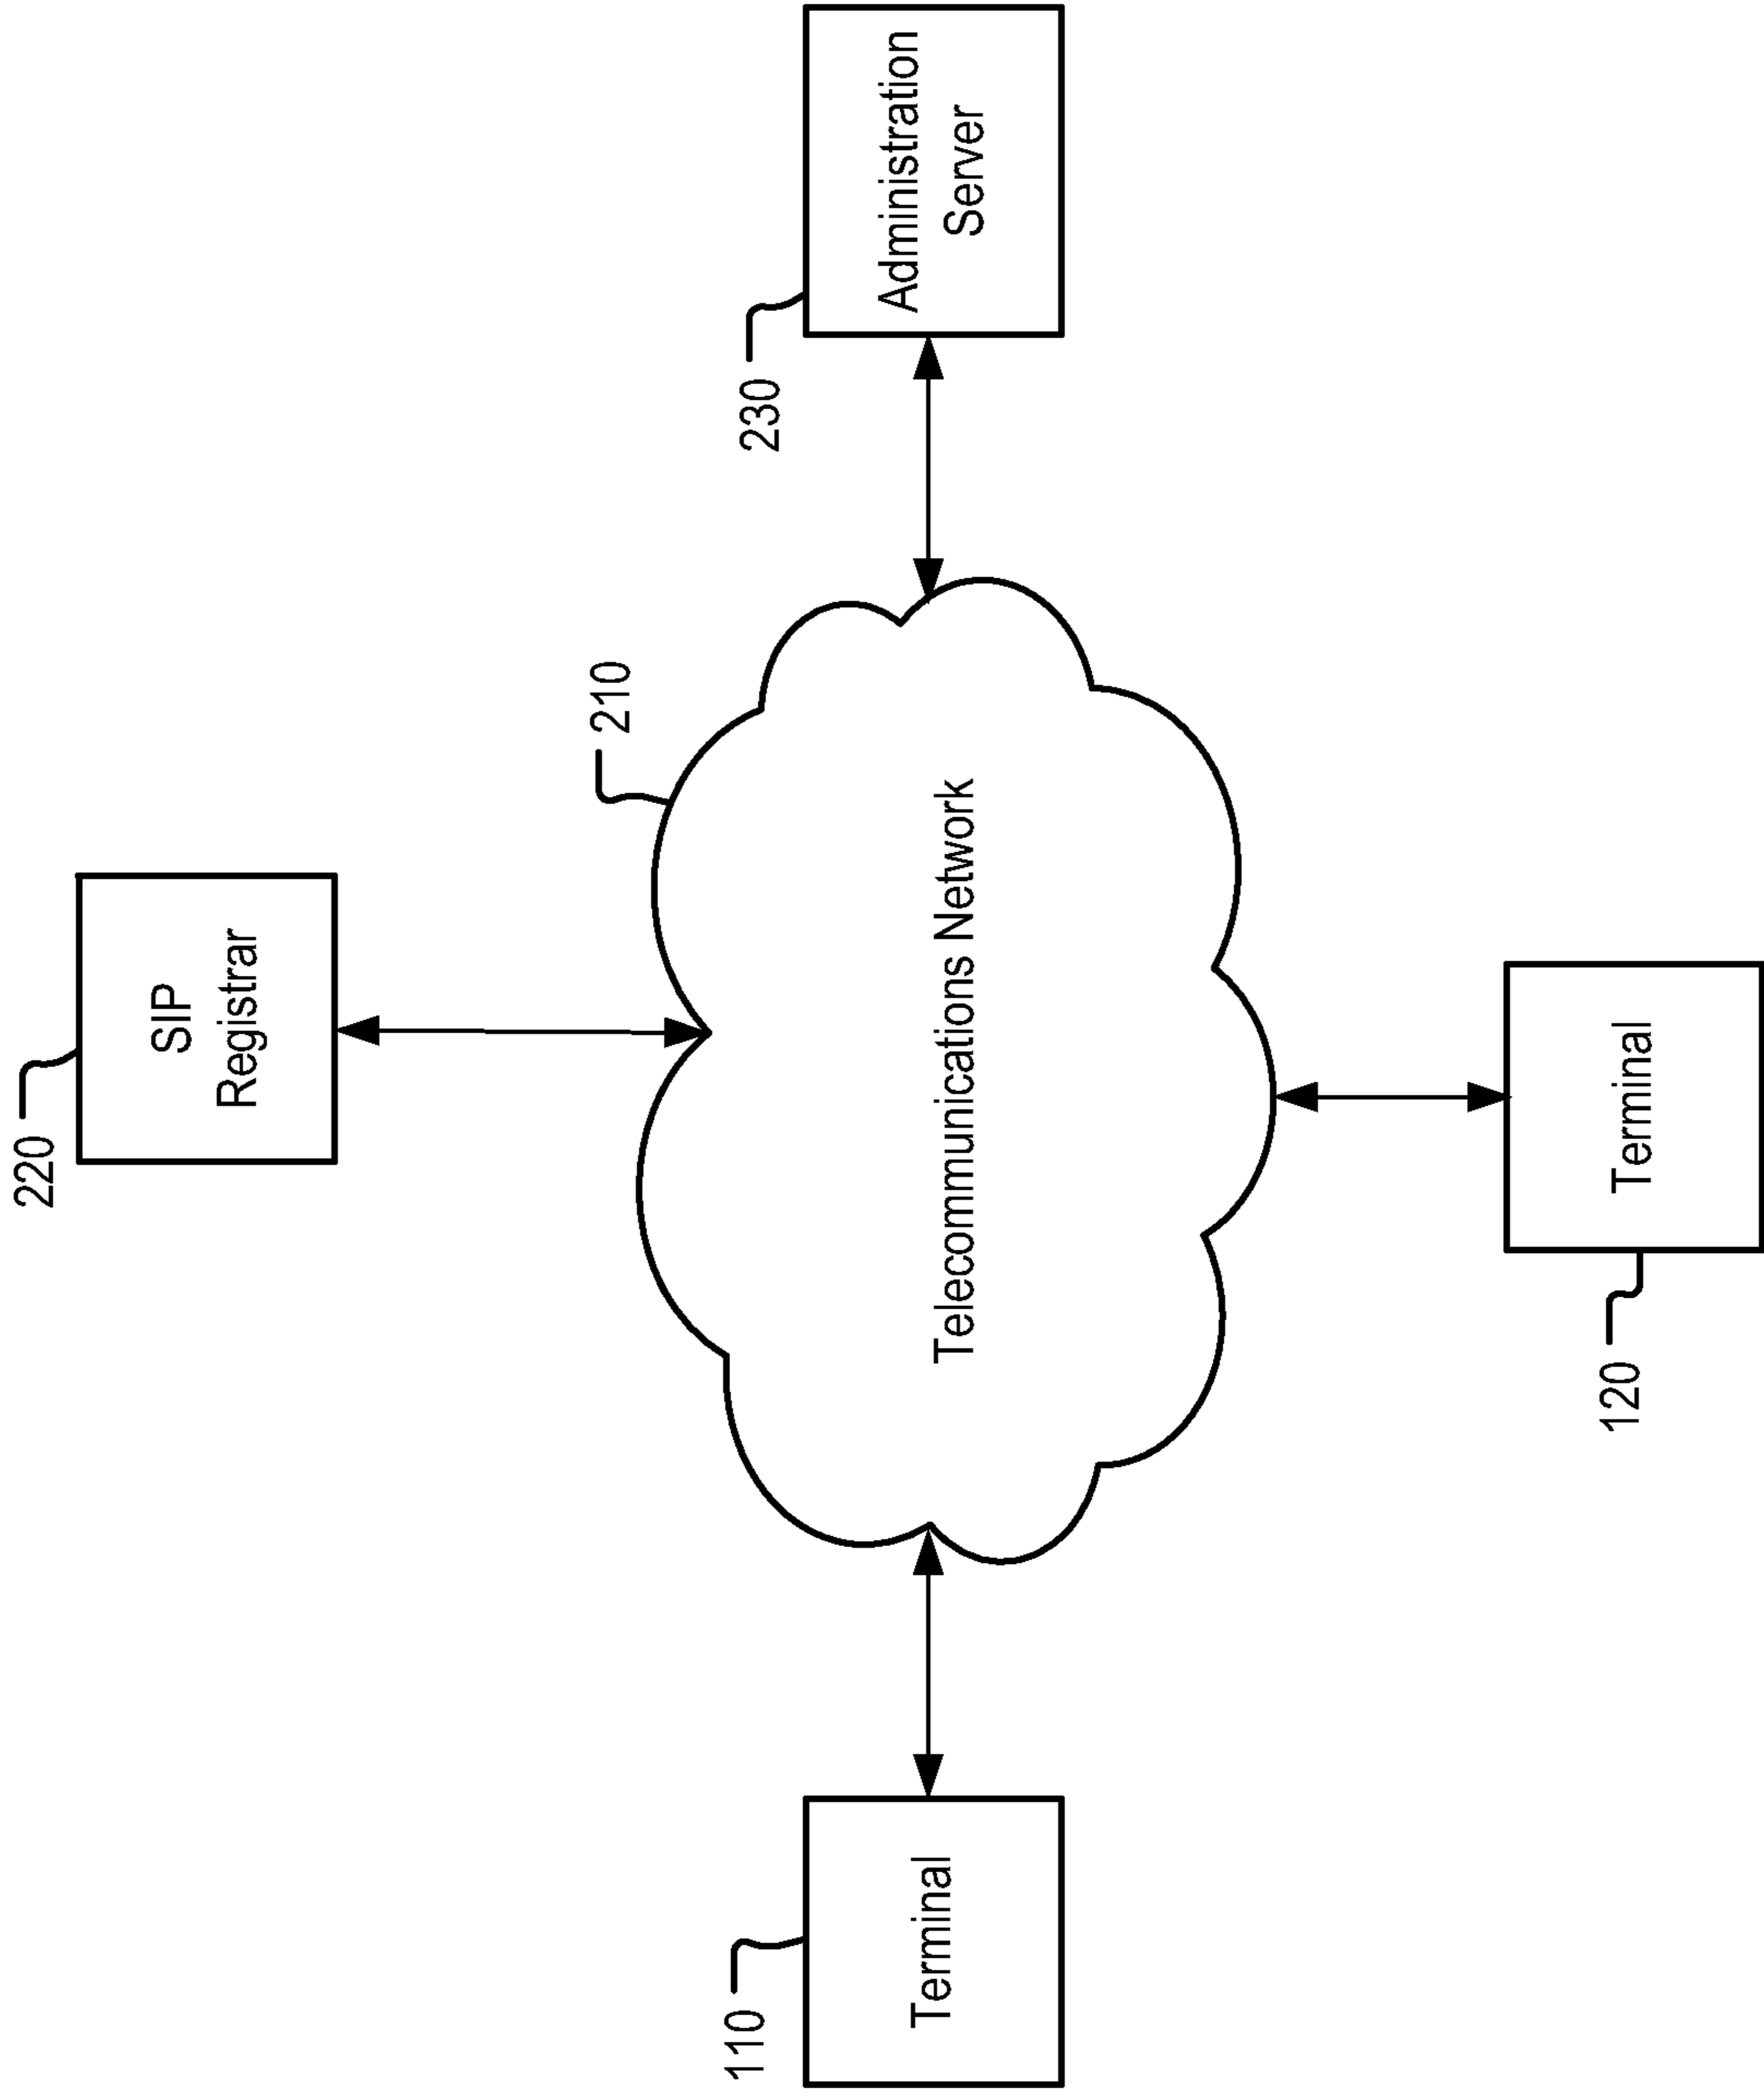 220
SIP
Registrar
210
230
Administration
Server
110
Terminal
Telecommunications Network
120
Terminal